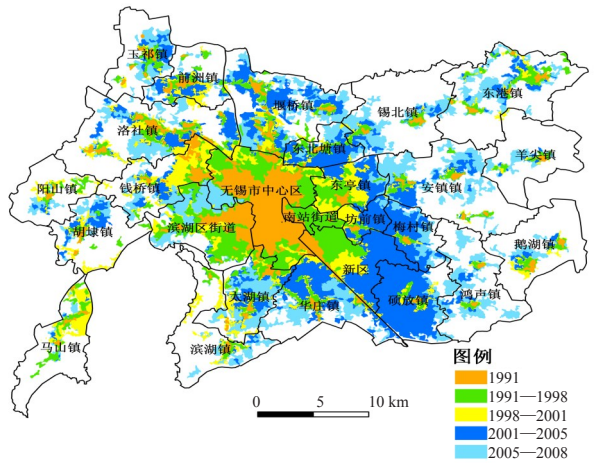 玉祁镇
前洲镇
堰桥镇
锡北镇
东港镇
洛社镇
东北塘镇
羊尖镇
阳山镇
钱桥镇
无锡市中心区
东亭镇
安镇镇
胡埭镇
滨湖区街道
南站街道
坊前镇
梅村镇
鹅湖镇
新区
太湖镇
华庄镇
硕放镇
鸿声镇
马山镇
滨湖镇
图例
1991
1991—1998
1998—2001
2001—2005
2005—2008
0 5 10 km